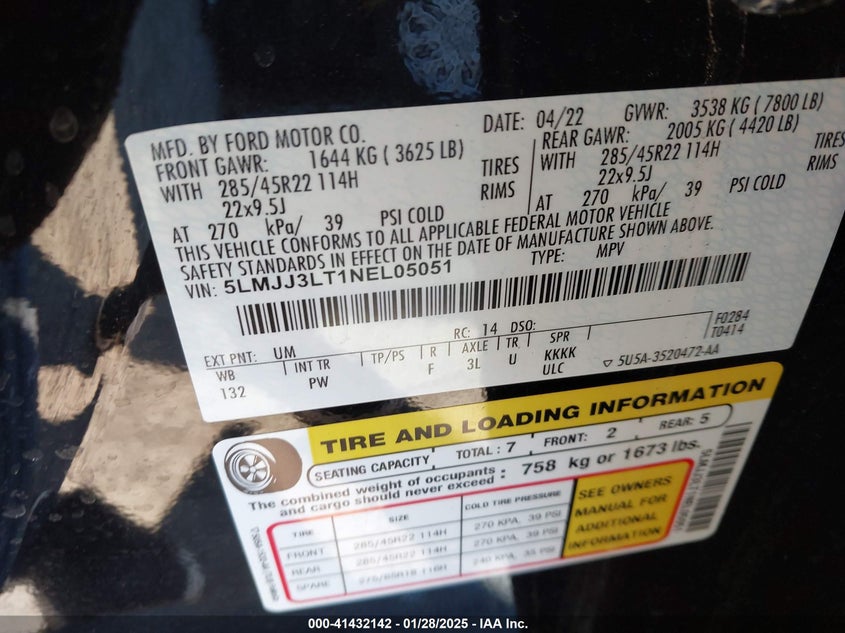 MFD. BY FORD MOTOR CO. DATE: 04/22 GVWR: 3538 KG ( 7800 LB)
FRONT GAWR: 1644 KG ( 3625 LB) REAR GAWR: 2005 KG ( 4420 LB)
WITH 285/45R22 114H TIRES WITH 285/45R22 114H TIRES
22x9.5J RIMS 22x9.5J RIMS
AT 270 kPa/ 39 PSI COLD AT 270 kPa/ 39 PSI COLD
THIS VEHICLE CONFORMS TO ALL APPLICABLE FEDERAL MOTOR VEHICLE
SAFETY STANDARDS IN EFFECT ON THE DATE OF MANUFACTURE SHOWN ABOVE.
VIN: 5LMJJ3LT1NEL05051 TYPE: MPV
F0284
T0414
EXT PNT: UM RC: 14 DSO:
WB INT TR TP/PS R AXLE TR SPR
132 PW F 3L U KKKK
ULC
▽ 5U5A-3520472-AA
TIRE AND LOADING INFORMATION
SEATING CAPACITY TOTAL : 7 FRONT: 2 REAR: 5
The combined weight of occupants
and cargo should never exceed : 758 kg or 1673 lbs.
TIRE SIZE COLD TIRE PRESSURE
FRONT 285/45R22 114H 270 KPA, 39 PSI
REAR 285/45R22 114H 270 KPA, 39 PSI
SPARE 275/65R18 116H 240 KPA, 35 PSI
SEE OWNERS
MANUAL FOR
ADDITIONAL
INFORMATION
000-41432142 / 01/28/2025 - IAA Inc.